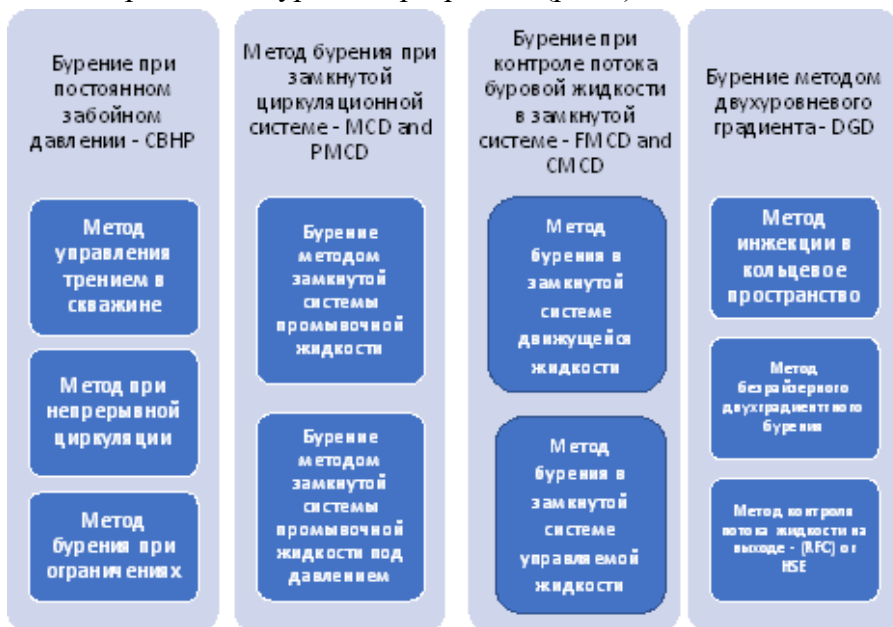 Бурение при
постоянном
забойном
давлении - CBHP
Метод
управления
трением в
скважине
Метод при
непрерывной
циркуляции
Метод
бурения при
ограничениях
Метод бурения при
замкнутой
циркуляционной
системе - MCD and
PMCD
Бурение
методом
замкнутой
системы
промывочной
жидкости
Бурение
методом
замкнутой
системы
промывочной
жидкости под
давлением
Бурение при
контроле потока
буровой жидкости
в замкнутой
системе - FMCD and
CMCD
Метод
бурения в
замкнутой
системе
движущейся
жидкости
Метод
бурения в
замкнутой
системе
управляемой
жидкости
Бурение методом
двухуровневого
градиента- DGD
Метод
инжекции в
кольцевое
пространство
Метод
безрайзерного
двухградиентного
бурения
Метод контроля
потока жидкости на
выходе - (RFC) or
HSE